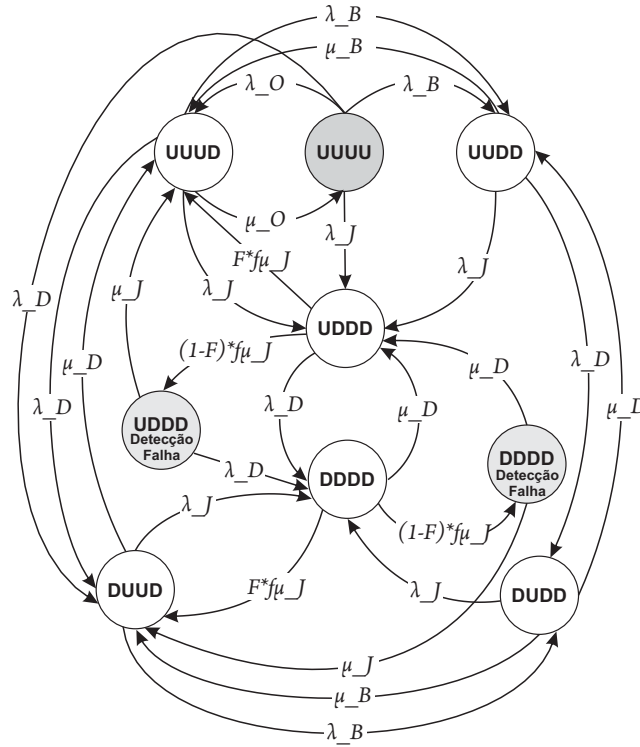 λ_B
μ_B
λ_O
λ_B
UUUD
UUUU
UUDD
μ_O
λ_J
F*fμ_J
λ_J
λ_J
μ_J
λ_D
UDDD
(1-F)*fμ_J
μ_D
λ_D
μ_D
λ_D
μ_D
λ_D
λ_D
μ_D
UDDD
Detecção
Falha
DDDD
Detecção
Falha
λ_D
DDDD
λ_J
(1-F)*fμ_J
DUUD
F*fμ_J
λ_J
DUDD
μ_J
μ_B
λ_B